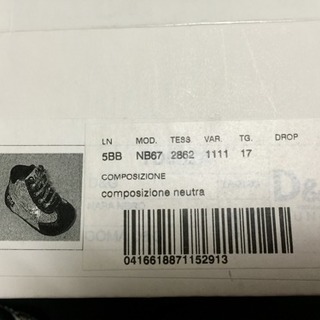 LN MOD. TESS. VAR. TG. DROP
5BB NB67 2862 1111 17
COMPOSIZIONE
composizione neutra
D&
0416618871152913